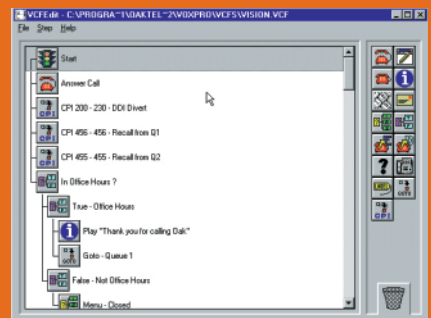 VCFEdit - C:\PROGRA~1\OAKTEL~2\VOXPRO\VCFS\VISION.VCF
File Step Help
Start
Answer Call
CPI 200 - 230 - DDI Divert
CPI 456 - 456 - Recall from Q1
CPI 455 - 455 - Recall from Q2
In Office Hours ?
True - Office Hours
Play "Thank you for calling Oak"
Goto - Queue 1
False - Not Office Hours
Menu - Closed